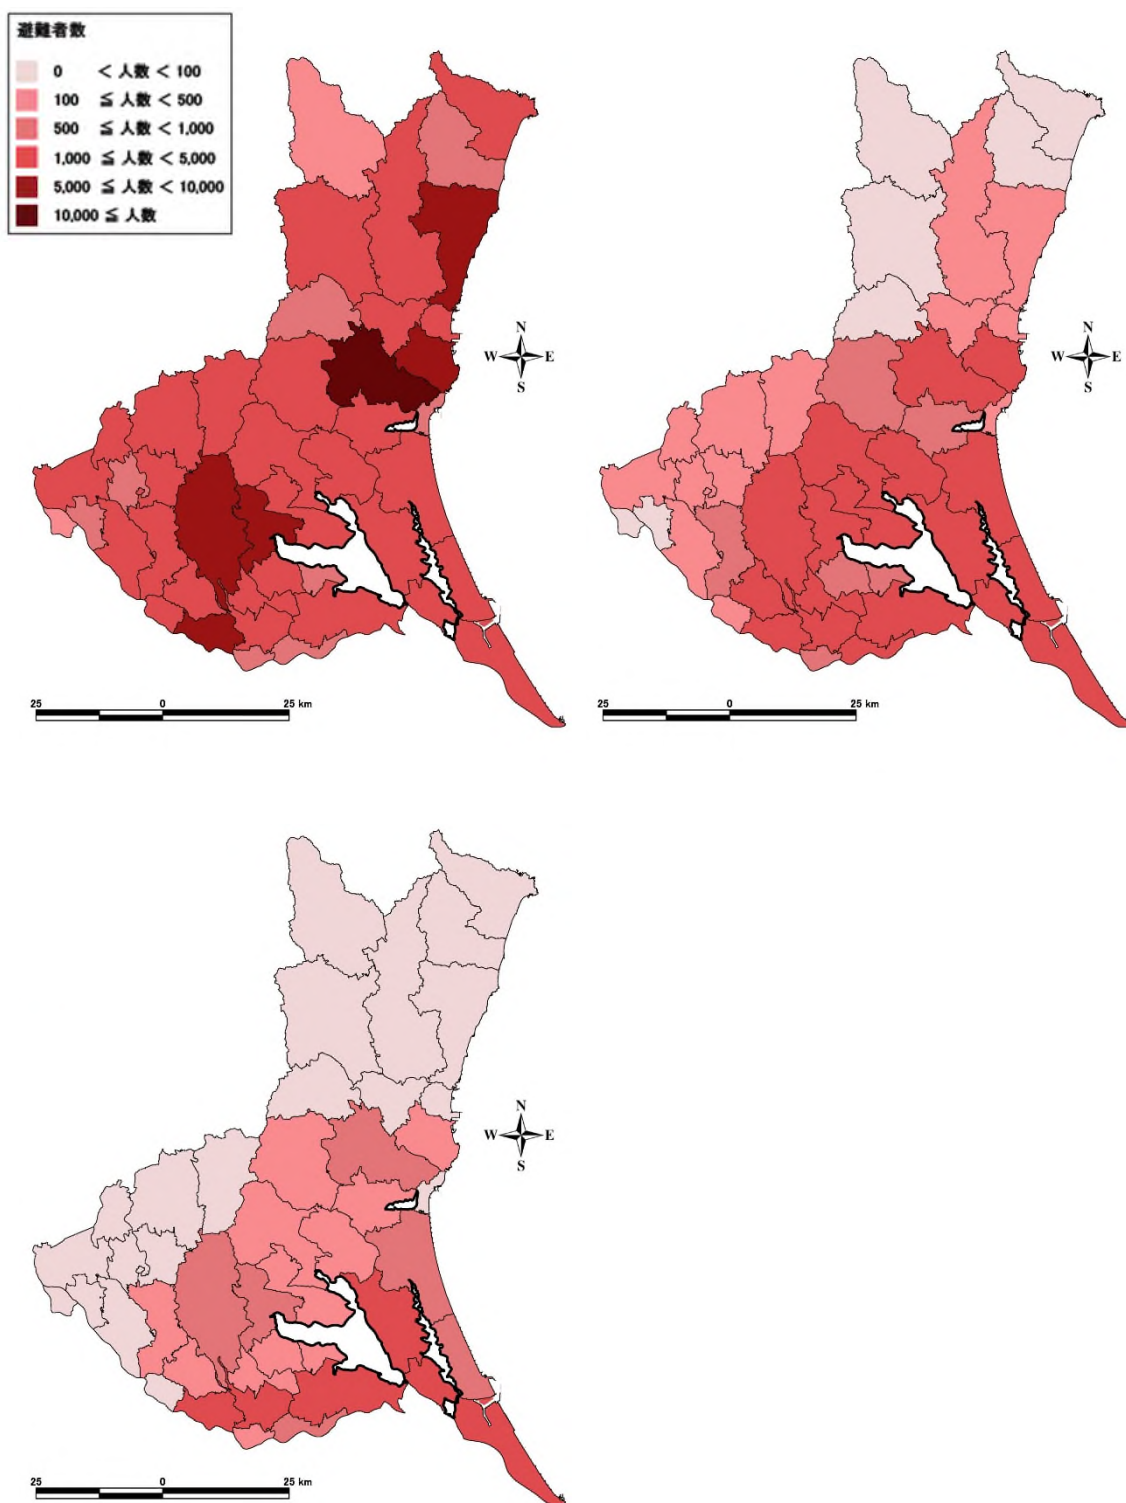 避難者数
0 < 人数 < 100
100 ≦ 人数 < 500
500 ≦ 人数 < 1,000
1,000 ≦ 人数 < 5,000
5,000 ≦ 人数 < 10,000
10,000 ≦ 人数
N
W E
S
N
W E
S
25 0 25 km
25 0 25 km
N
W E
S
25 0 25 km